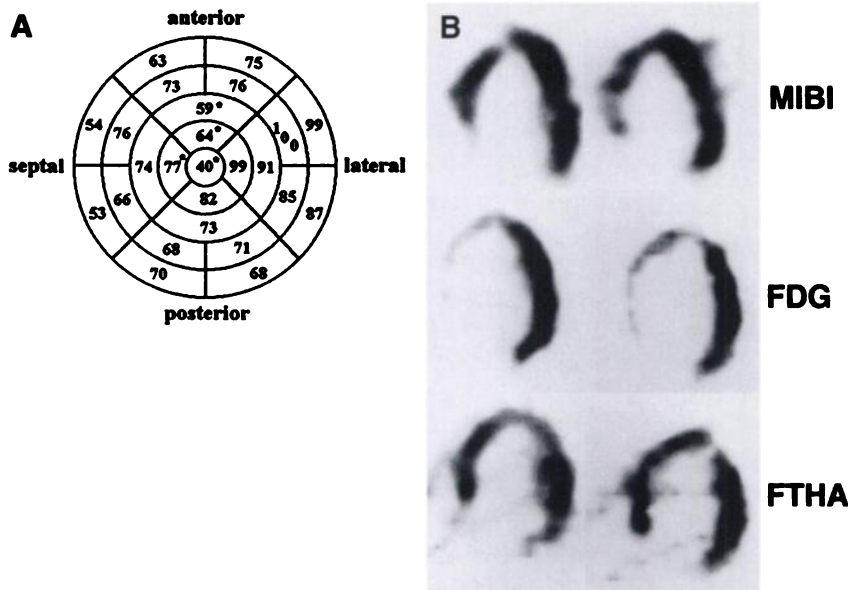 A
anterior
63 75
73 76
59*
54 76 64* 100 99
septal 74 77* 40* 99 91 lateral
82
53 66 85 87
73
68 71
70 68
posterior
B
MIBI
FDG
FTHA